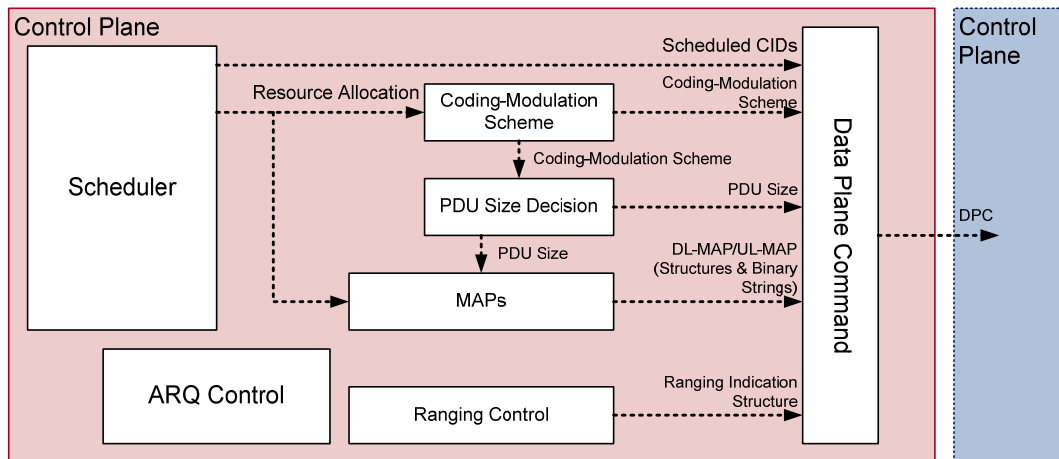 Control Plane
Control
Plane
Scheduled CIDs
Coding-Modulation
Scheme
Resource Allocation
Coding-Modulation
Scheme
Coding-Modulation Scheme
Scheduler
PDU Size Decision
PDU Size
DPC
PDU Size
DL-MAP/UL-MAP
(Structures & Binary
Strings)
MAPs
Data Plane Command
ARQ Control
Ranging Control
Ranging Indication
Structure